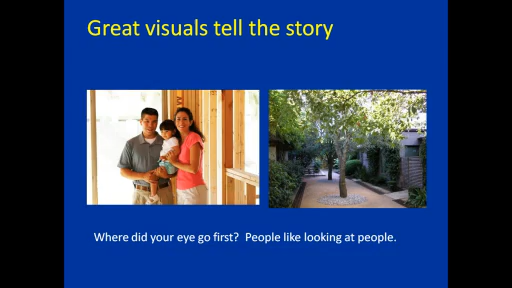 Great visuals tell the story
Where did your eye go first?  People like looking at people.